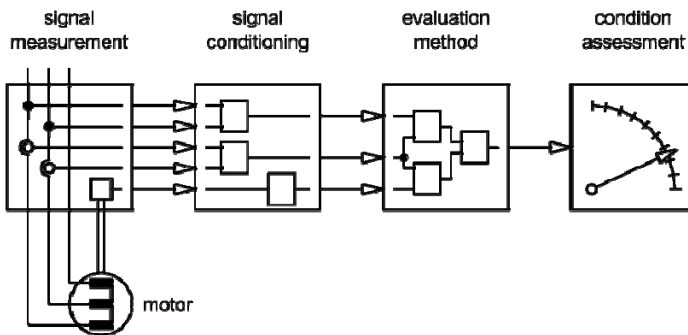 signal
measurement
signal
conditioning
evaluation
method
condition
assessment
motor